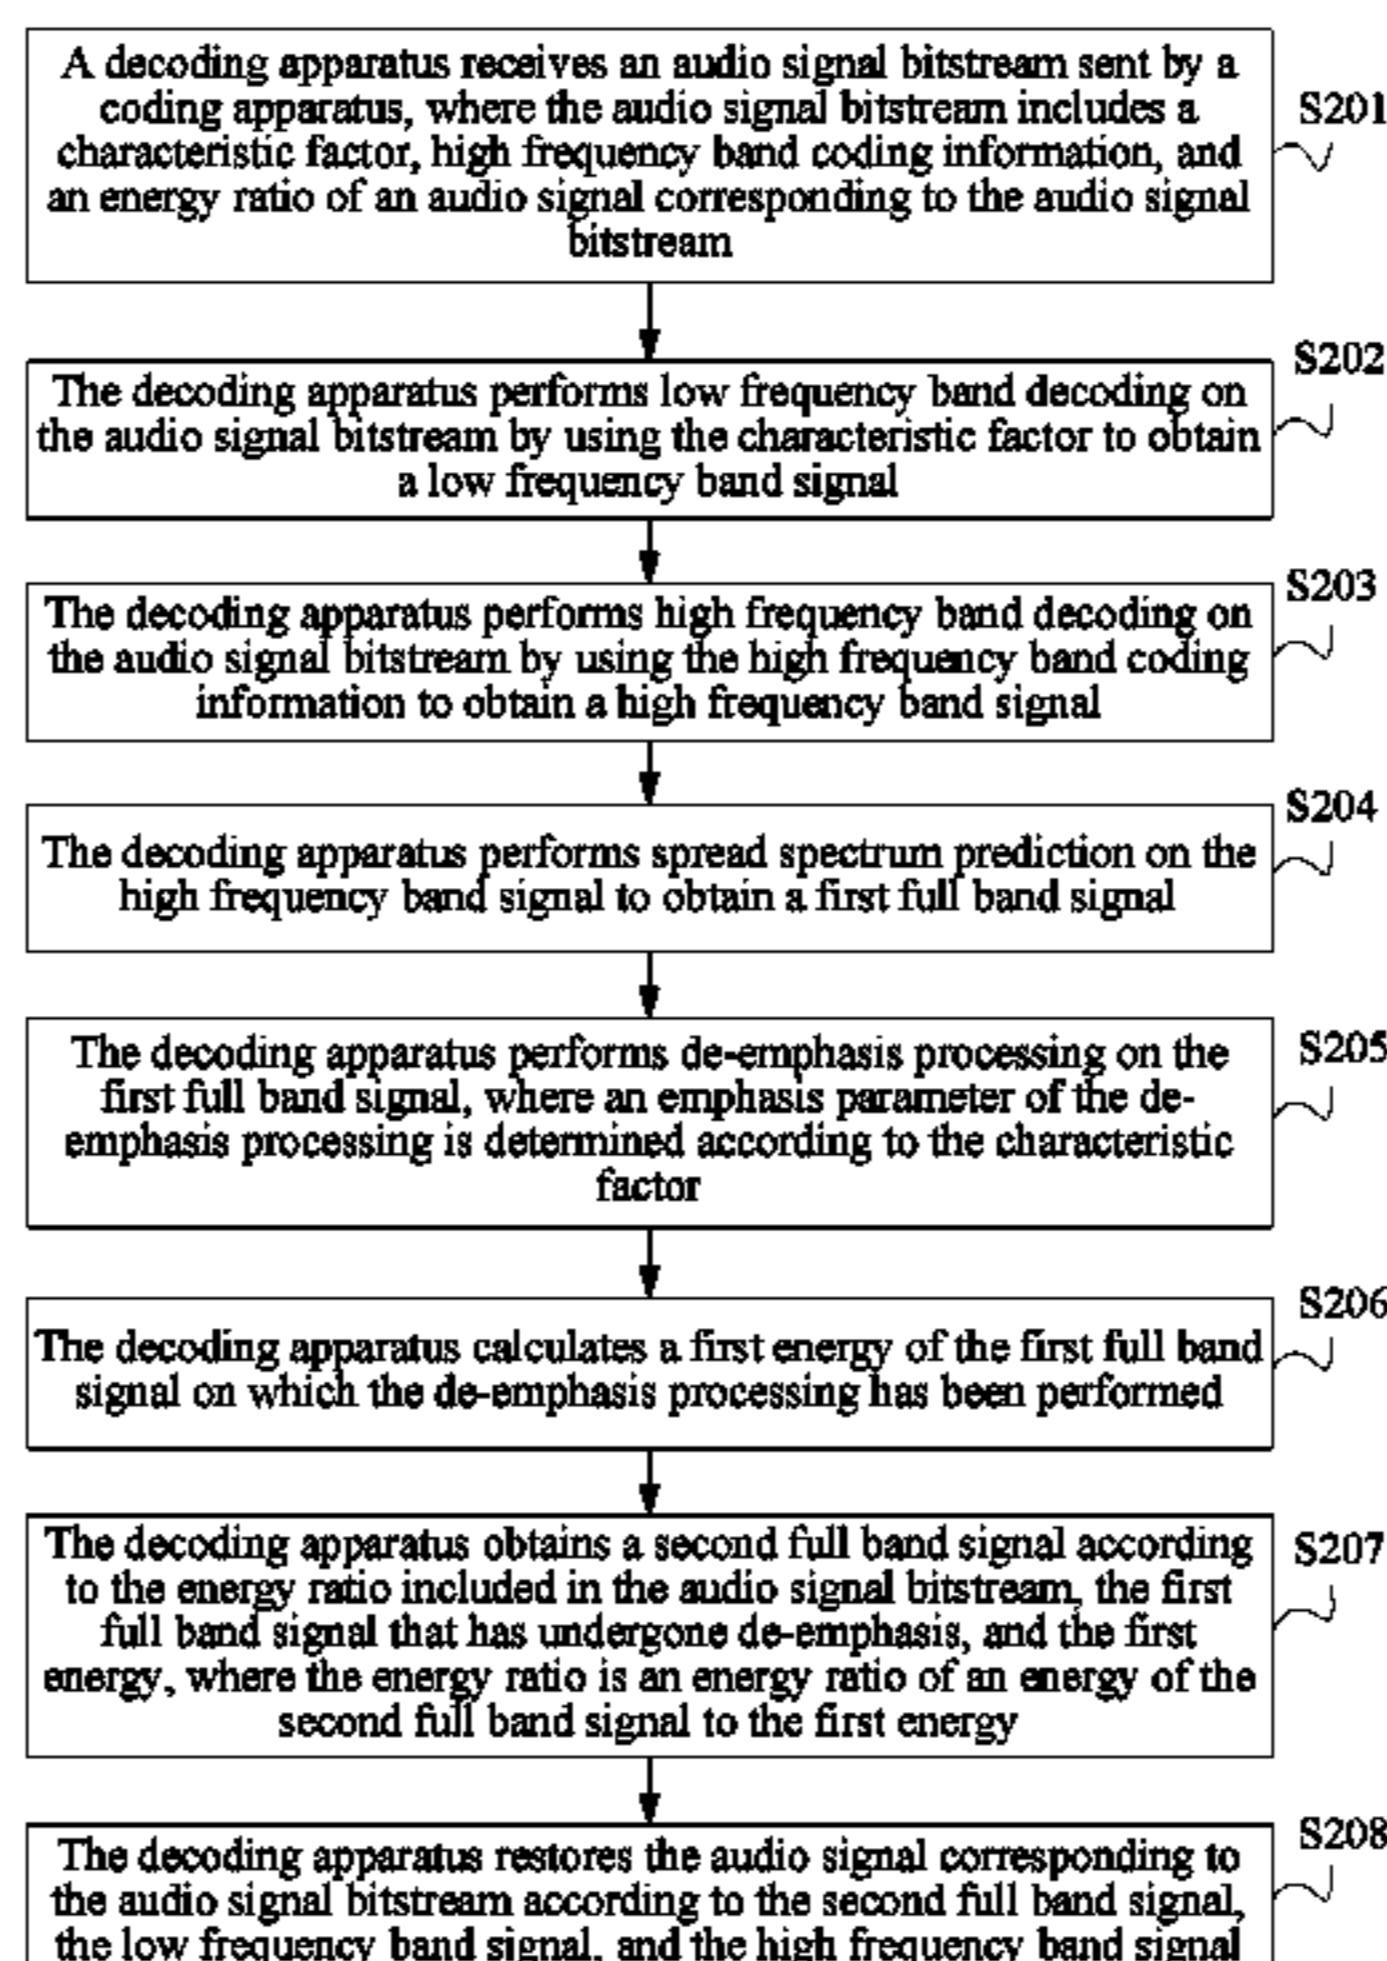 A decoding apparatus receives an audio signal bitstream sent by a
coding apparatus, where the audio signal bitstream includes a
characteristic factor, high frequency band coding information, and
an energy ratio of an audio signal corresponding to the audio signal
bitstream
S201
The decoding apparatus performs low frequency band decoding on
the audio signal bitstream by using the characteristic factor to obtain
a low frequency band signal
S202
The decoding apparatus performs high frequency band decoding on
the audio signal bitstream by using the high frequency band coding
information to obtain a high frequency band signal
S203
The decoding apparatus performs spread spectrum prediction on the
high frequency band signal to obtain a first full band signal
S204
The decoding apparatus performs de-emphasis processing on the
first full band signal, where an emphasis parameter of the de-
emphasis processing is determined according to the characteristic
factor
S205
The decoding apparatus calculates a first energy of the first full band
signal on which the de-emphasis processing has been performed
S206
The decoding apparatus obtains a second full band signal according
to the energy ratio included in the audio signal bitstream, the first
full band signal that has undergone de-emphasis, and the first
energy, where the energy ratio is an energy ratio of an energy of the
second full band signal to the first energy
S207
The decoding apparatus restores the audio signal corresponding to
the audio signal bitstream according to the second full band signal,
the low frequency band signal, and the high frequency band signal
S208